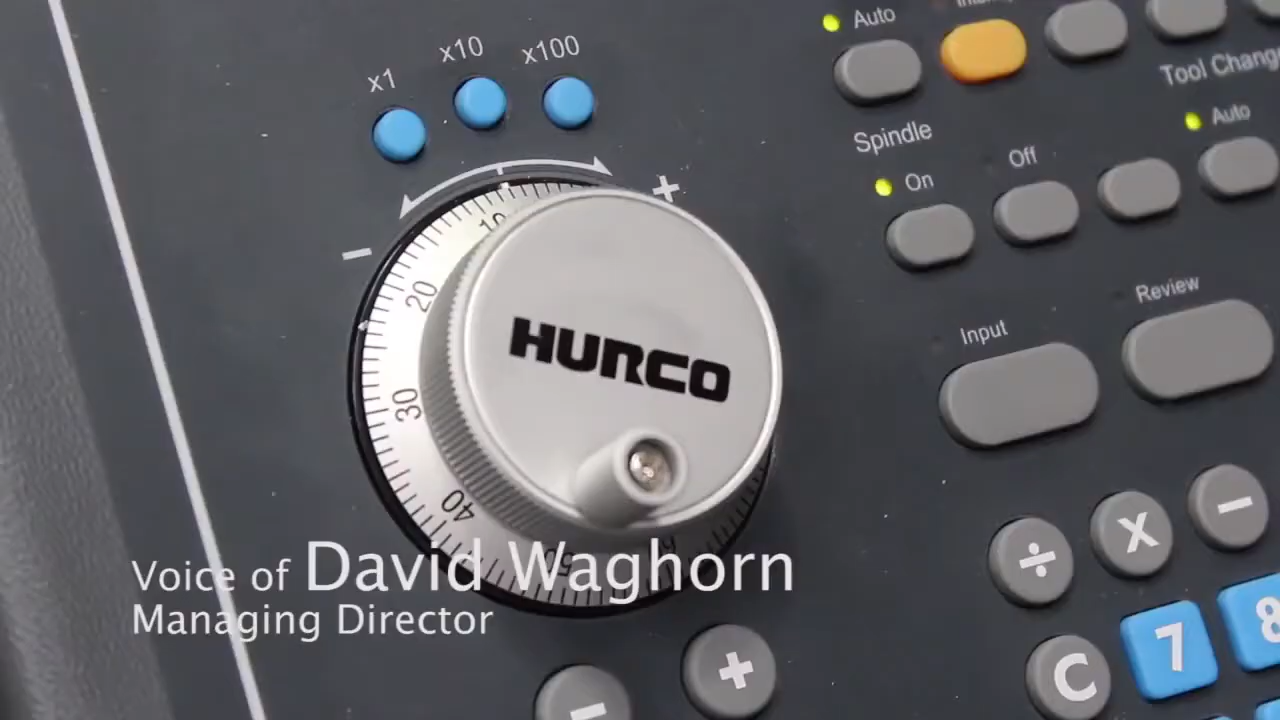 Auto
x10
x100
x1
Tool Chang
Auto
Spindle
Off
On
+
−
10
20
Review
HURCO
Input
30
40
50
÷
X
−
Voice of David Waghorn
Managing Director
7
8
C
+
−